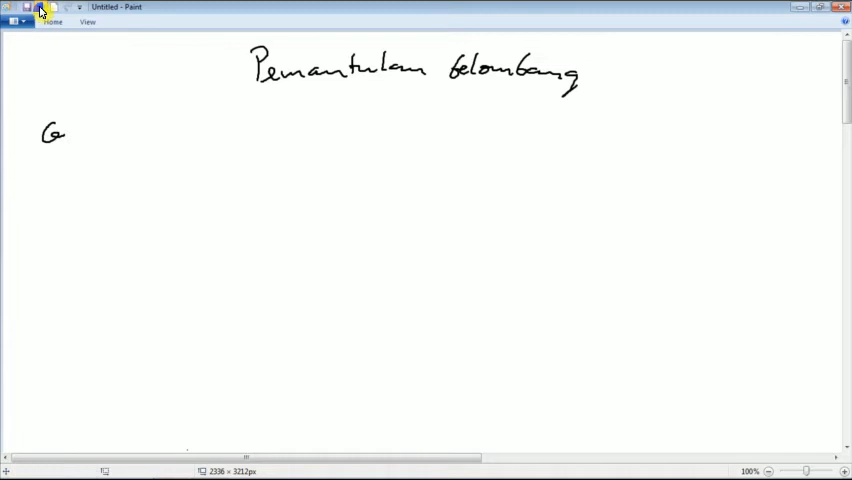 Untitled - Paint
Home View
Pemantulan Gelombang
G
2336 × 3212px
100%